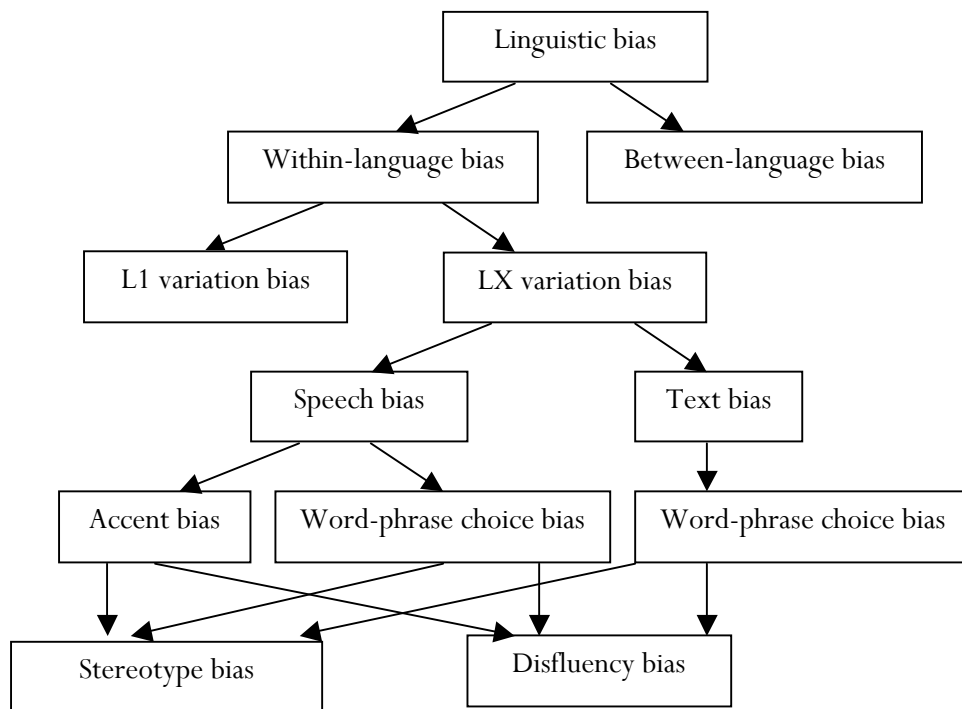 Linguistic bias
Within-language bias
Between-language bias
L1 variation bias
LX variation bias
Speech bias
Text bias
Accent bias
Word-phrase choice bias
Word-phrase choice bias
Stereotype bias
Disfluency bias